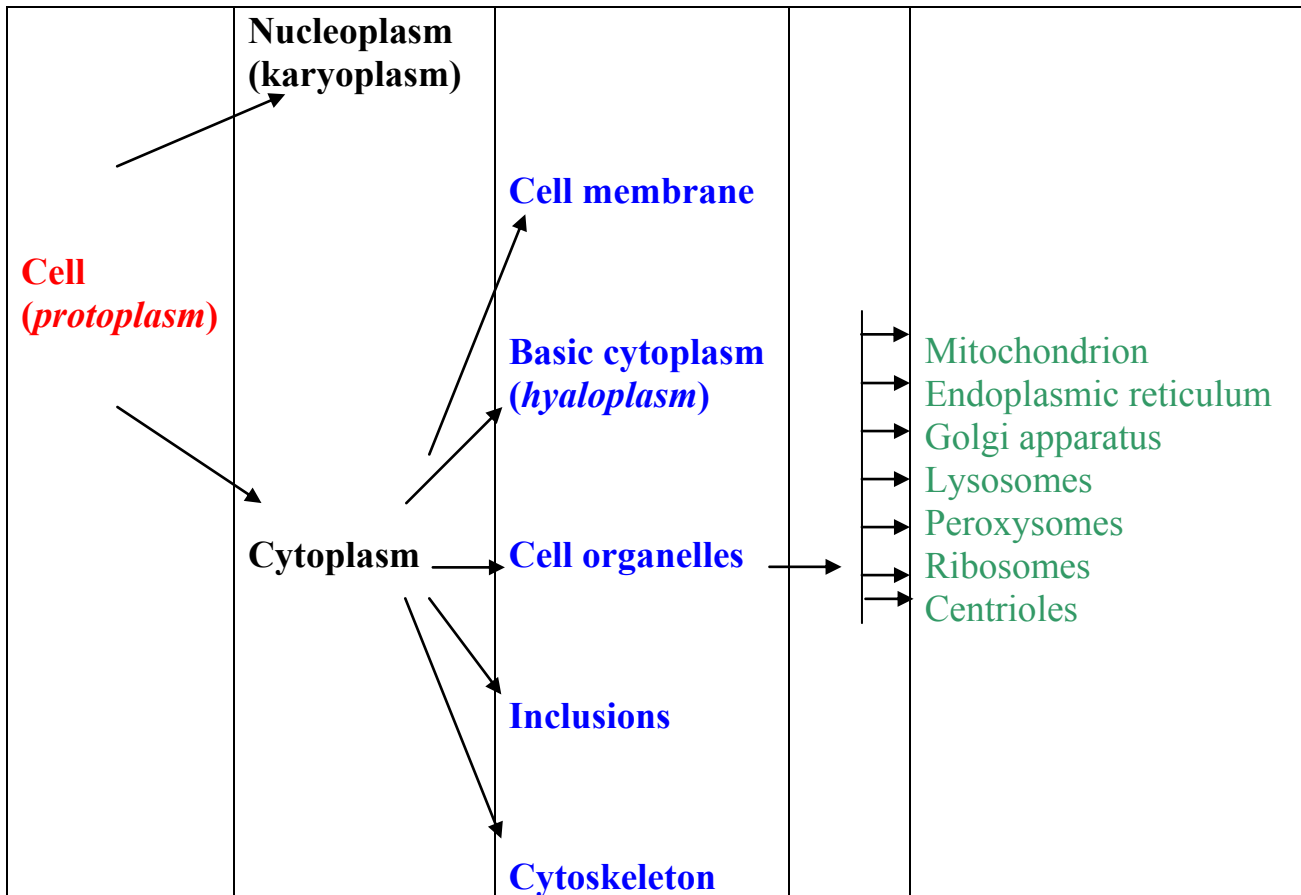 Nucleoplasm
(karyoplasm)
Cell membrane
Cell
(protoplasm)
Basic cytoplasm
(hyaloplasm)
Mitochondrion
Endoplasmic reticulum
Golgi apparatus
Lysosomes
Peroxysomes
Ribosomes
Centrioles
Cytoplasm
Cell organelles
Inclusions
Cytoskeleton